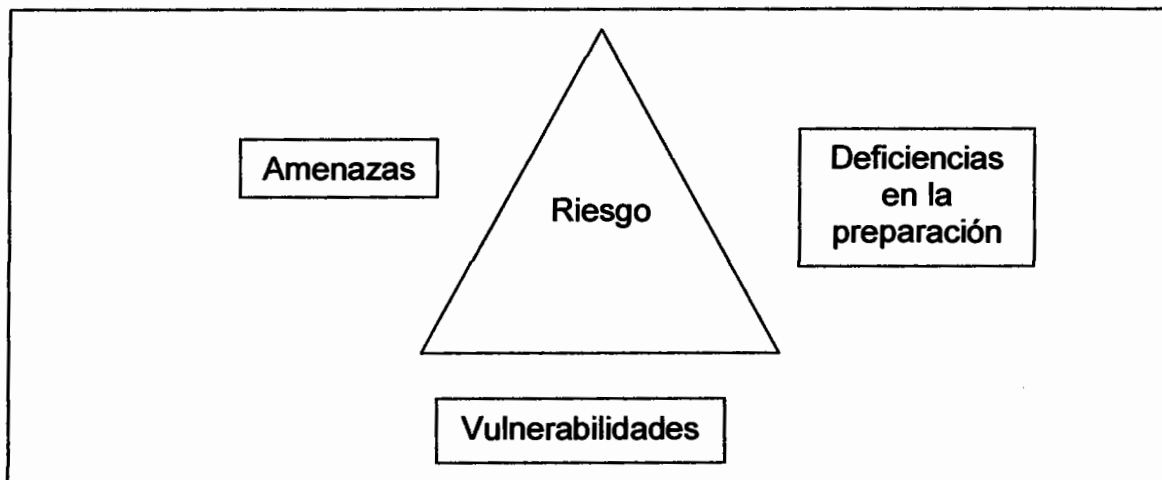 Amenazas
Riesgo
Deficiencias
en la
preparación
Vulnerabilidades